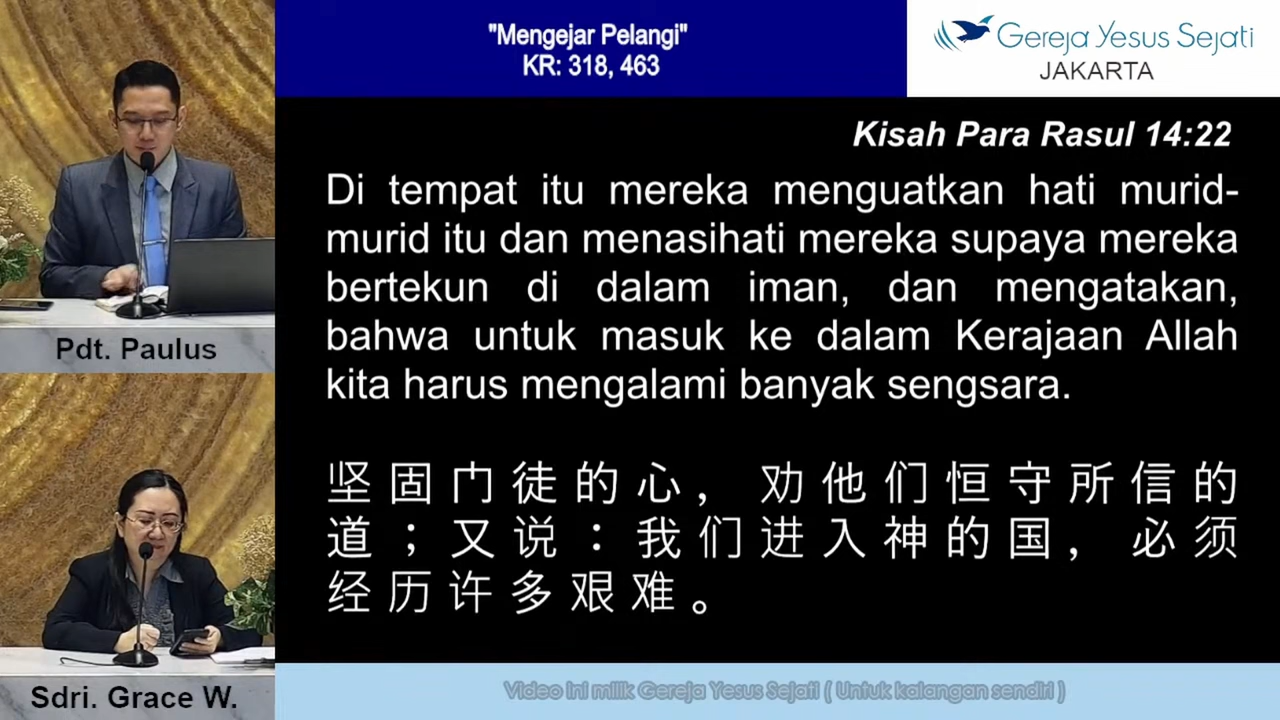 "Mengejar Pelangi"
KR: 318, 463
Gereja Yesus Sejati
JAKARTA
Kisah Para Rasul 14:22
Di tempat itu mereka menguatkan hati murid-
murid itu dan menasihati mereka supaya mereka
bertekun di dalam iman, dan mengatakan,
bahwa untuk masuk ke dalam Kerajaan Allah
kita harus mengalami banyak sengsara.
坚固门徒的心，劝他们恒守所信的
道；又说：我们进入神的国，必须
经历许多艰难。
Pdt. Paulus
Sdri. Grace W.
Video ini milik Gereja Yesus Sejati ( Untuk kalangan sendiri )